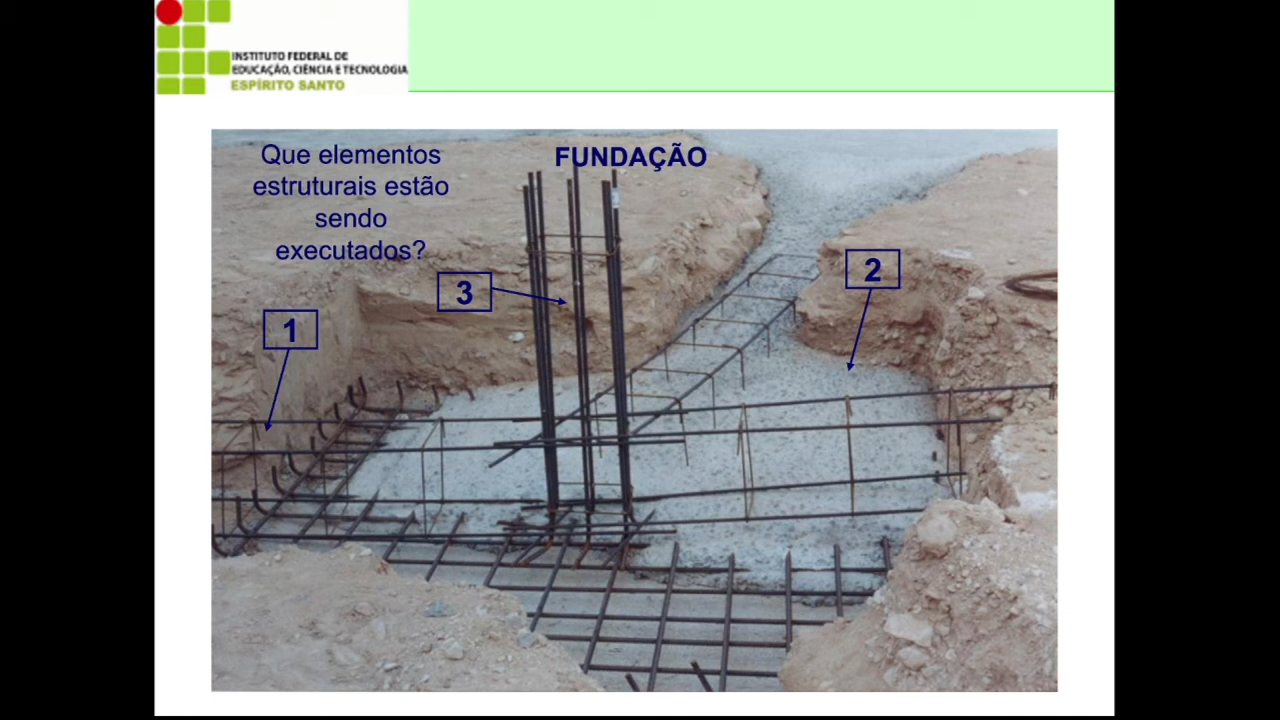 INSTITUTO FEDERAL DE
EDUCAÇÃO, CIÊNCIA E TECNOLOGIA
ESPÍRITO SANTO
Que elementos
estruturais estão
sendo
executados?
FUNDAÇÃO
2
3
1